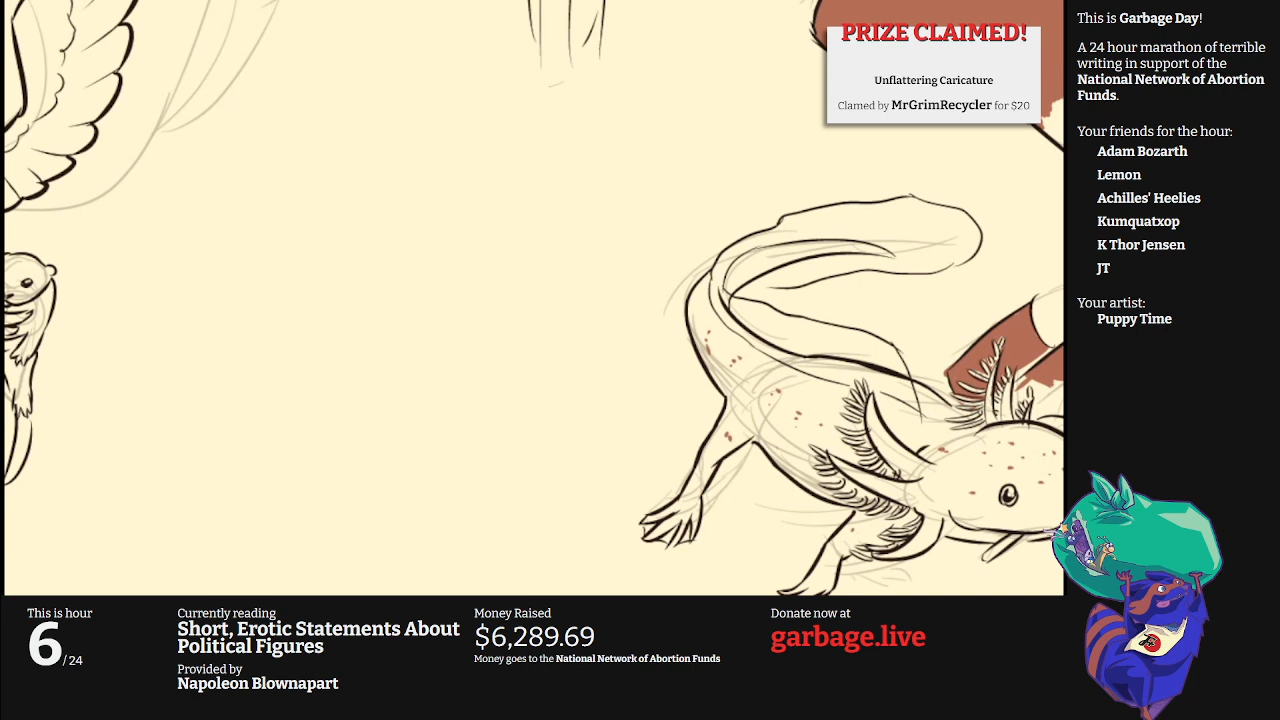 This is Garbage Day!
A 24 hour marathon of terrible
writing in support of the
National Network of Abortion
Funds.
Your friends for the hour:
Adam Bozarth
Lemon
Achilles' Heelies
Kumquatxop
K Thor Jensen
JT
Your artist:
Puppy Time
PRIZE CLAIMED!
Unflattering Caricature
Clamed by MrGrimRecycler for $20
This is hour
6/24
Currently reading
Short, Erotic Statements About
Political Figures
Provided by
Napoleon Blownapart
Money Raised
$6,289.69
Money goes to the National Network of Abortion Funds
Donate now at
garbage.live